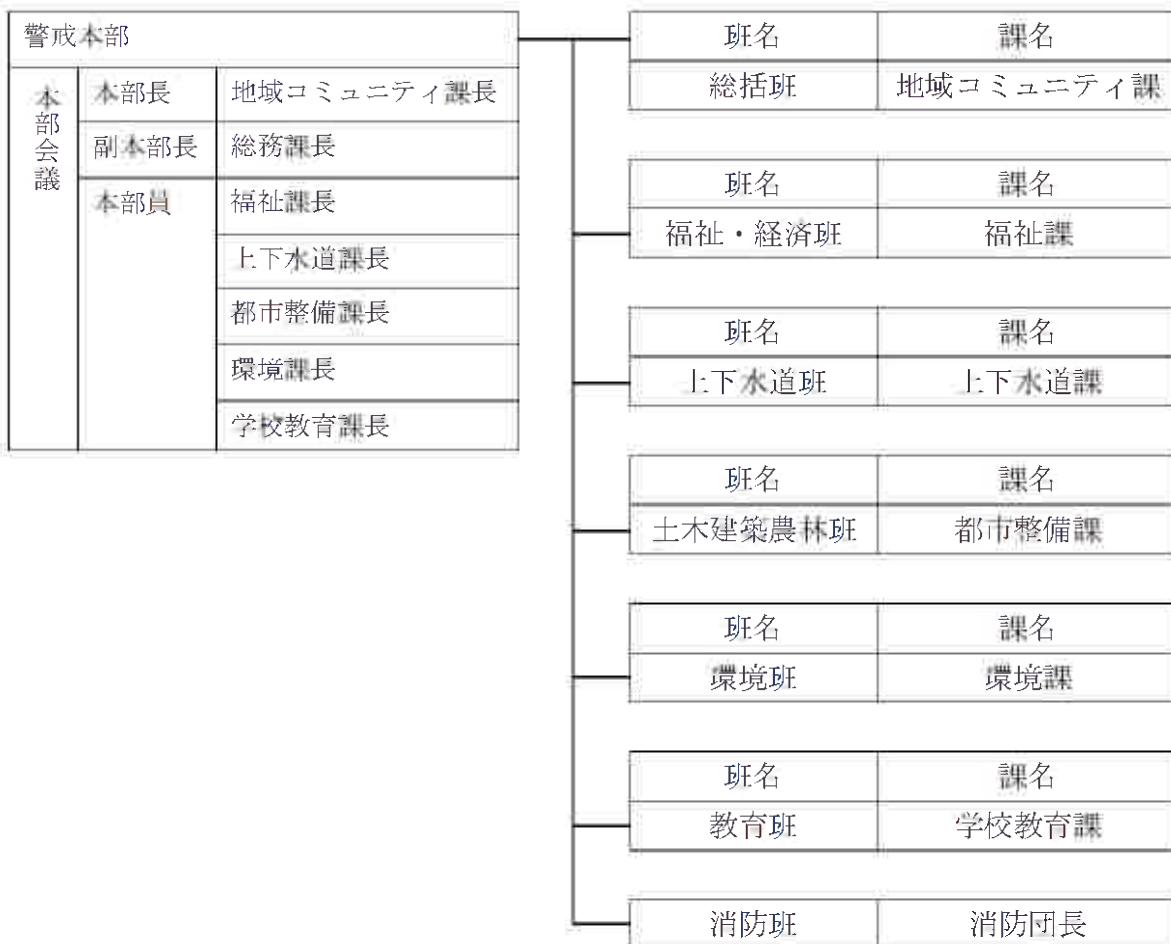 警戒本部
本部会議
本部長 地域コミュニティ課長
副本部長 総務課長
本部員 福祉課長
上下水道課長
都市整備課長
環境課長
学校教育課長
班名 課名
総括班 地域コミュニティ課
班名 課名
福祉・経済班 福祉課
班名 課名
上下水道班 上下水道課
班名 課名
土木建築農林班 都市整備課
班名 課名
環境班 環境課
班名 課名
教育班 学校教育課
消防班 消防団長